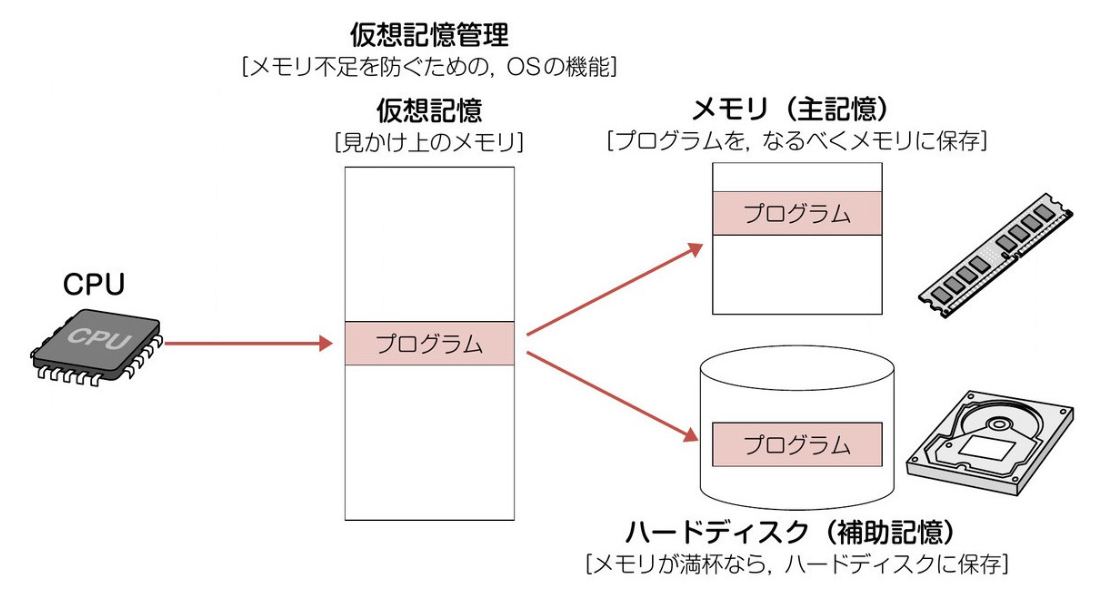 仮想記憶管理
[メモリ不足を防ぐための, OSの機能]
仮想記憶
[見かけ上のメモリ]
メモリ（主記憶）
[プログラムを, なるべくメモリに保存]
プログラム
CPU
CPU
プログラム
プログラム
ハードディスク（補助記憶）
[メモリが満杯なら, ハードディスクに保存]